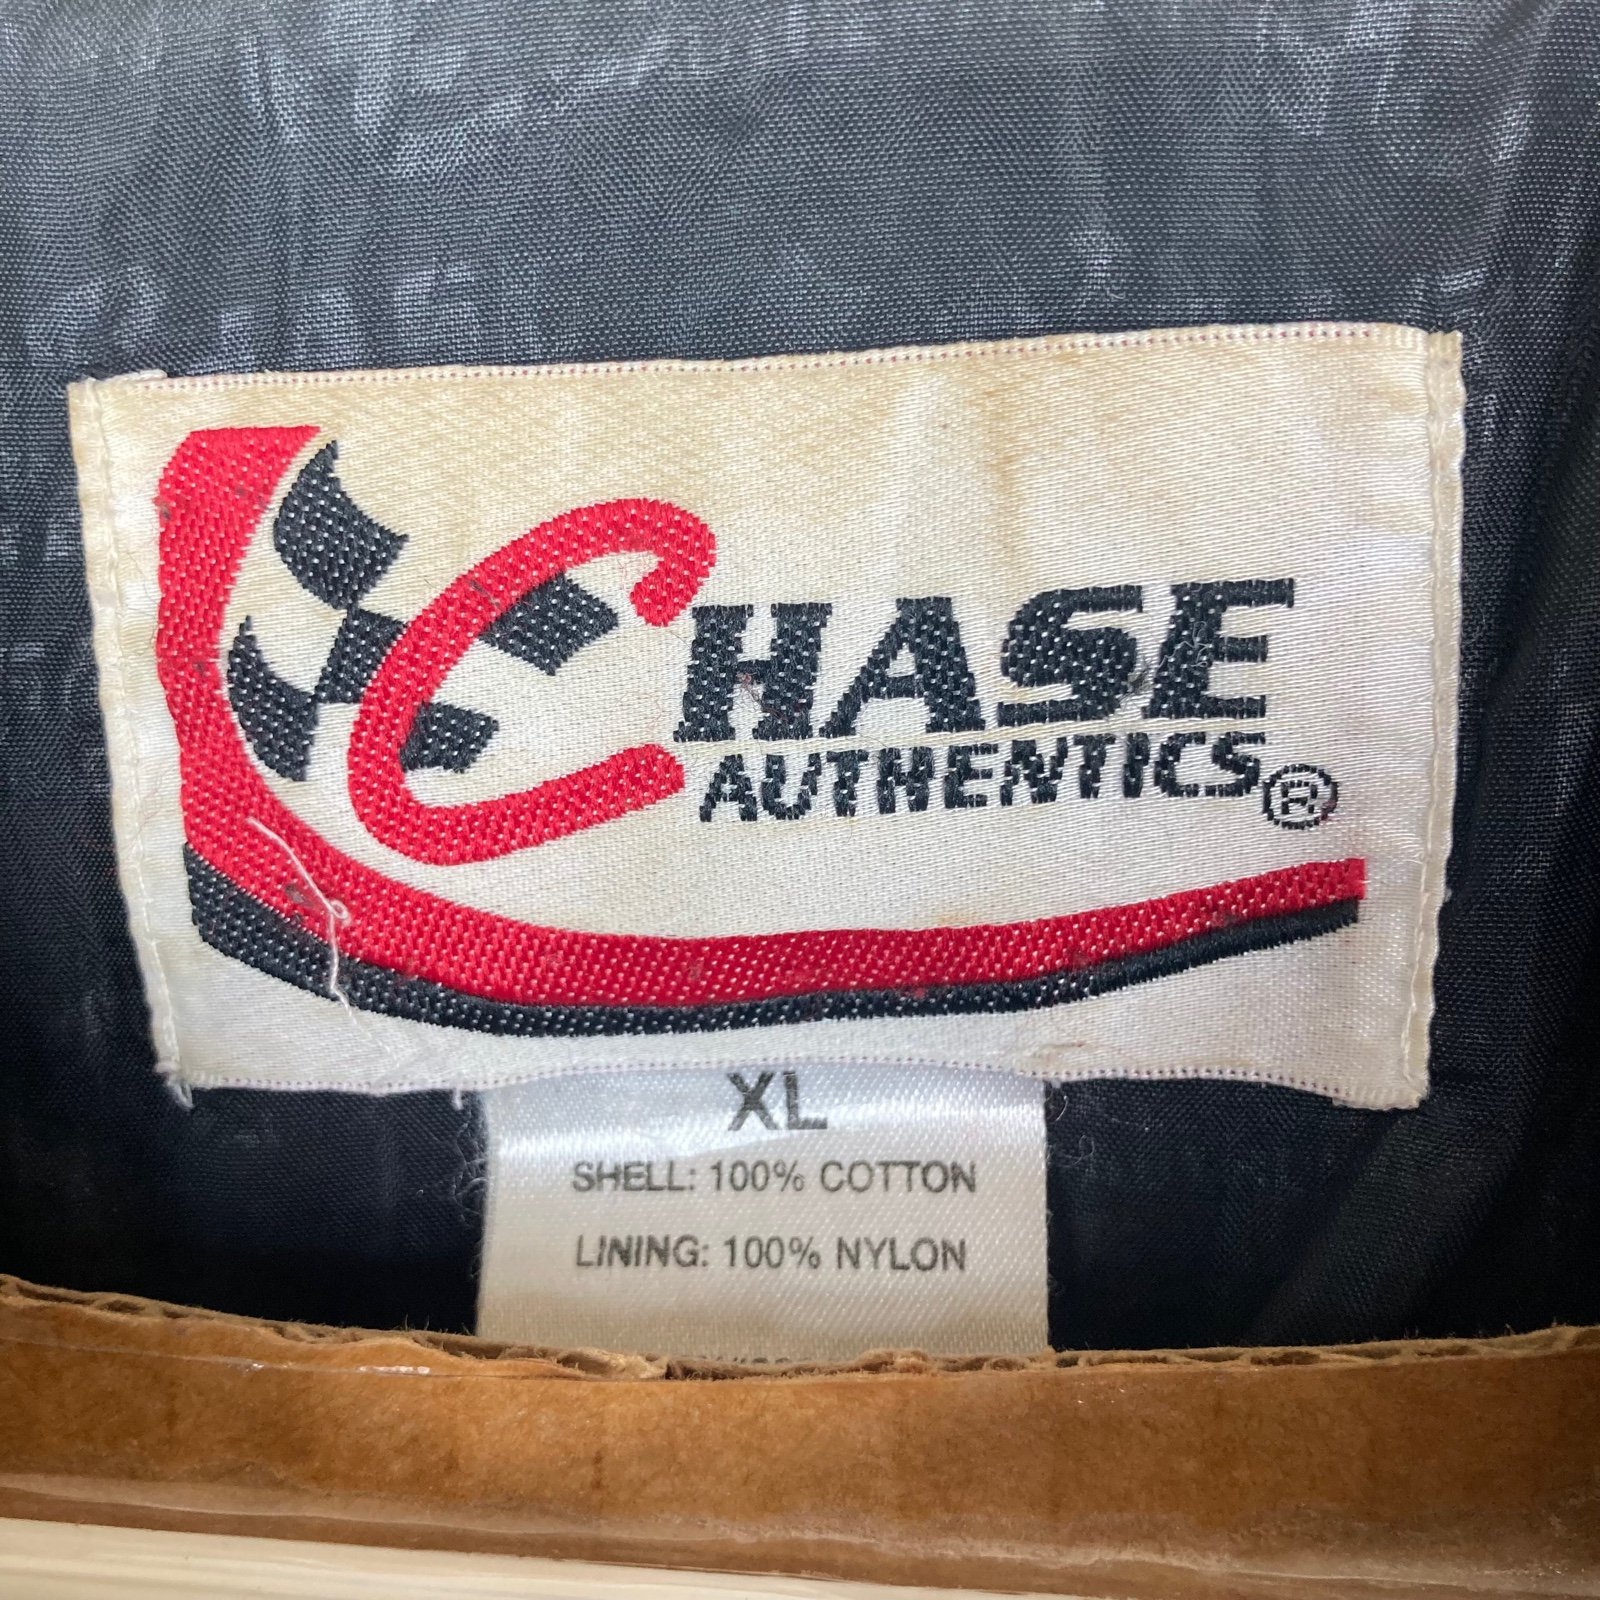 CHASE
AUTHENTICS®
XL
SHELL: 100% COTTON
LINING: 100% NYLON